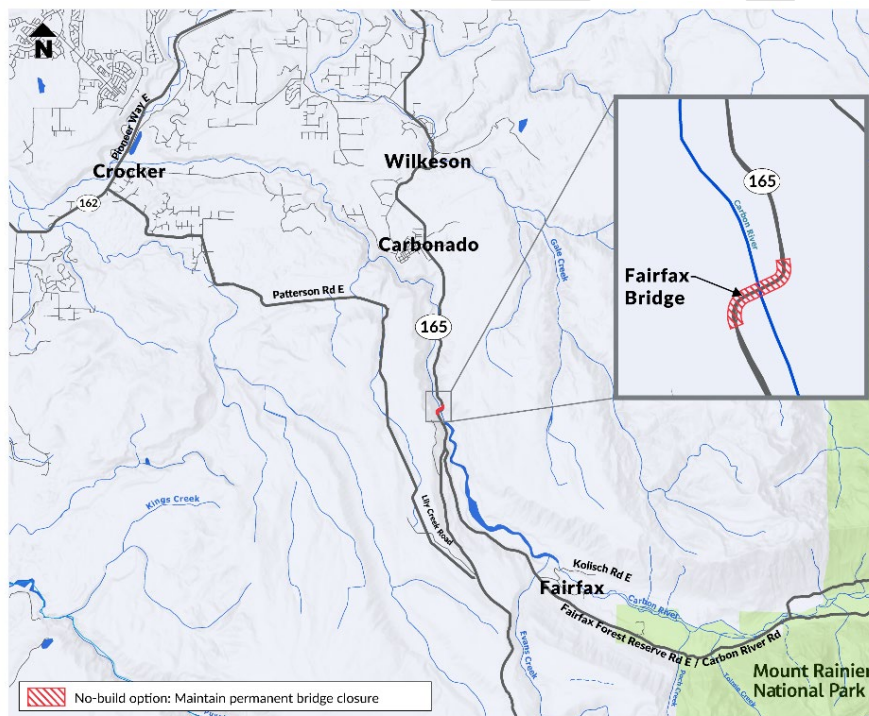 N
Pioneer Way E
Crocker
162
Wilkeson
Carbonado
Patterson Rd E
165
Gale Creek
165
Carbon River
Fairfax
Bridge
Kings Creek
Lily Creek Road
Kolisch Rd E
Fairfax
Carbon River
Fairfax Forest Reserve Rd E / Carbon River Rd
Evans Creek
Tolmie Creek
Mount Rainier
National Park
No-build option: Maintain permanent bridge closure